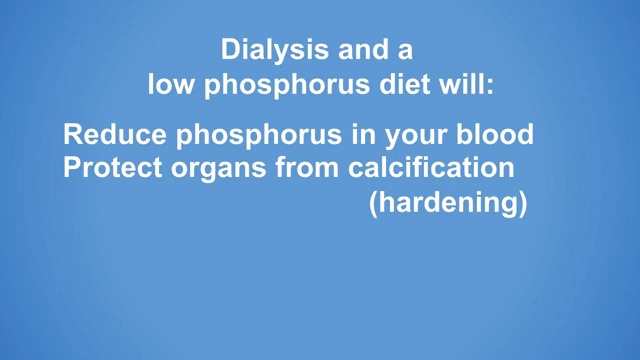 Dialysis and a
low phosphorus diet will:
Reduce phosphorus in your blood
Protect organs from calcification
(hardening)